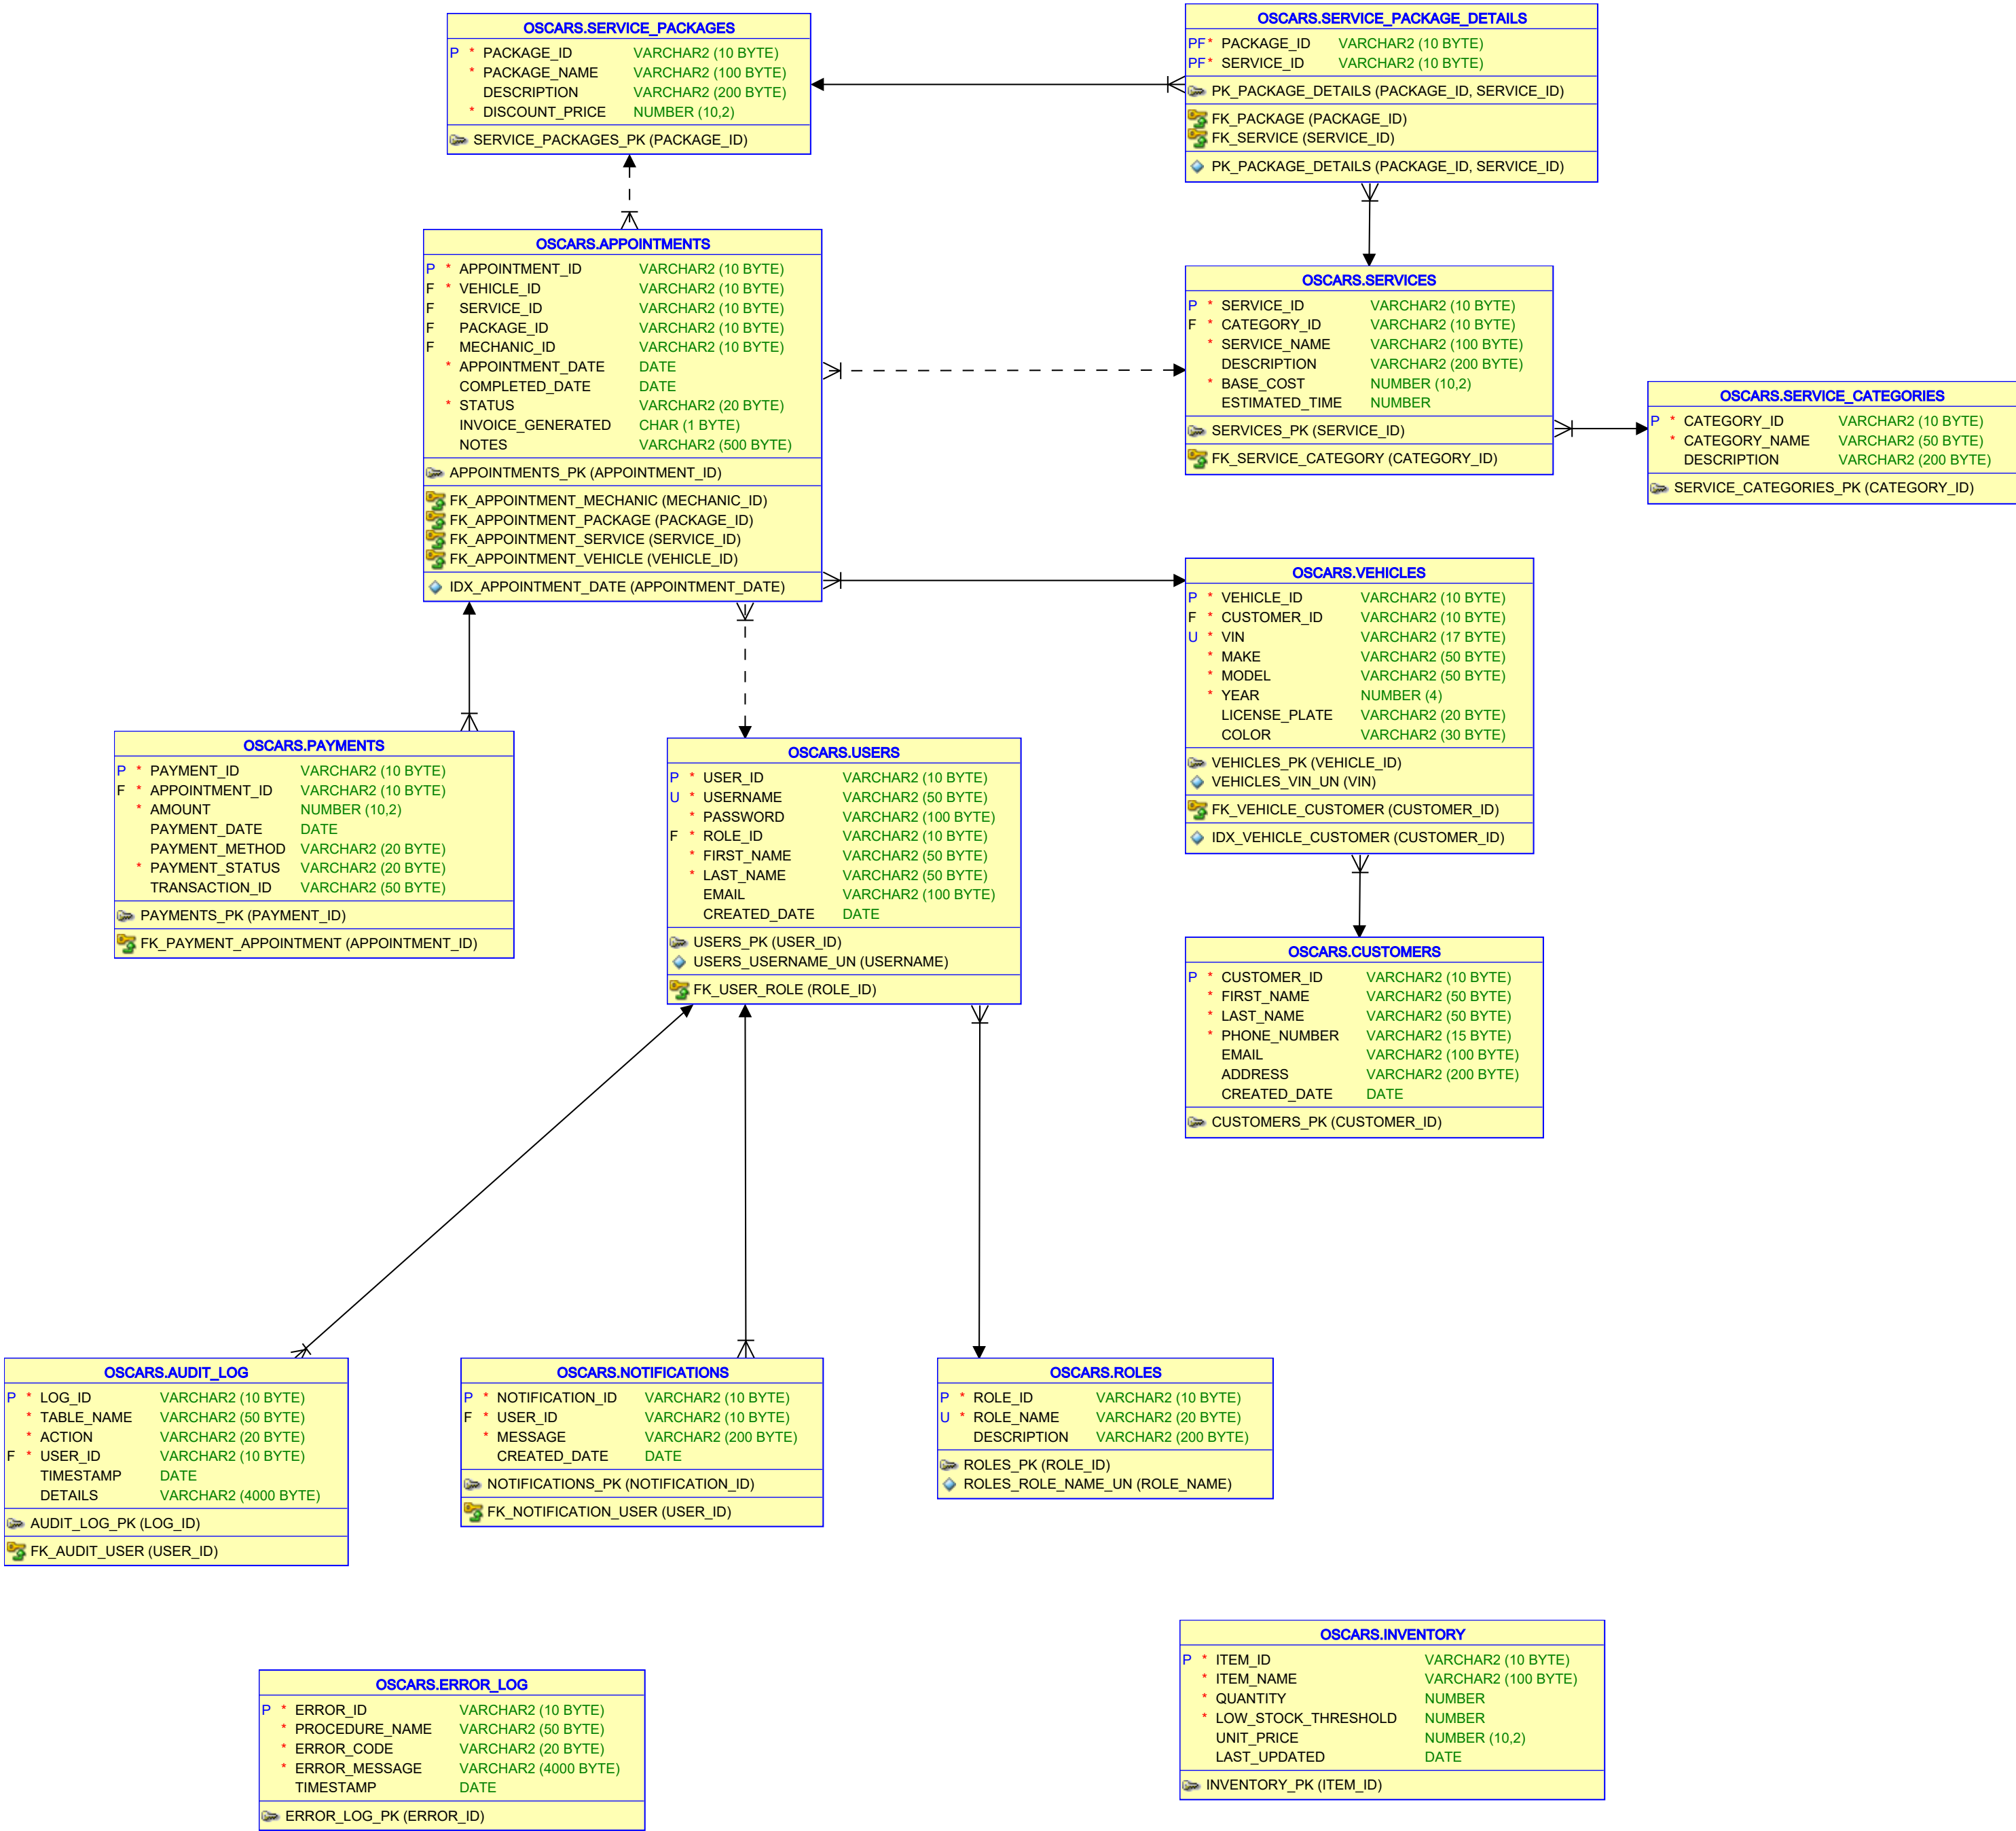 OSCARS.SERVICE_PACKAGES
P * PACKAGE_ID VARCHAR2 (10 BYTE)
* PACKAGE_NAME VARCHAR2 (100 BYTE)
DESCRIPTION VARCHAR2 (200 BYTE)
* DISCOUNT_PRICE NUMBER (10,2)
SERVICE_PACKAGES_PK (PACKAGE_ID)
OSCARS.SERVICE_PACKAGE_DETAILS
PF* PACKAGE_ID VARCHAR2 (10 BYTE)
PF* SERVICE_ID VARCHAR2 (10 BYTE)
PK_PACKAGE_DETAILS (PACKAGE_ID, SERVICE_ID)
FK_PACKAGE (PACKAGE_ID)
FK_SERVICE (SERVICE_ID)
PK_PACKAGE_DETAILS (PACKAGE_ID, SERVICE_ID)
OSCARS.APPOINTMENTS
P * APPOINTMENT_ID VARCHAR2 (10 BYTE)
F * VEHICLE_ID VARCHAR2 (10 BYTE)
F SERVICE_ID VARCHAR2 (10 BYTE)
F PACKAGE_ID VARCHAR2 (10 BYTE)
F MECHANIC_ID VARCHAR2 (10 BYTE)
* APPOINTMENT_DATE DATE
COMPLETED_DATE DATE
* STATUS VARCHAR2 (20 BYTE)
INVOICE_GENERATED CHAR (1 BYTE)
NOTES VARCHAR2 (500 BYTE)
APPOINTMENTS_PK (APPOINTMENT_ID)
FK_APPOINTMENT_MECHANIC (MECHANIC_ID)
FK_APPOINTMENT_PACKAGE (PACKAGE_ID)
FK_APPOINTMENT_SERVICE (SERVICE_ID)
FK_APPOINTMENT_VEHICLE (VEHICLE_ID)
IDX_APPOINTMENT_DATE (APPOINTMENT_DATE)
OSCARS.SERVICES
P * SERVICE_ID VARCHAR2 (10 BYTE)
F * CATEGORY_ID VARCHAR2 (10 BYTE)
* SERVICE_NAME VARCHAR2 (100 BYTE)
DESCRIPTION VARCHAR2 (200 BYTE)
* BASE_COST NUMBER (10,2)
ESTIMATED_TIME NUMBER
SERVICES_PK (SERVICE_ID)
FK_SERVICE_CATEGORY (CATEGORY_ID)
OSCARS.SERVICE_CATEGORIES
P * CATEGORY_ID VARCHAR2 (10 BYTE)
* CATEGORY_NAME VARCHAR2 (50 BYTE)
DESCRIPTION VARCHAR2 (200 BYTE)
SERVICE_CATEGORIES_PK (CATEGORY_ID)
OSCARS.VEHICLES
P * VEHICLE_ID VARCHAR2 (10 BYTE)
F * CUSTOMER_ID VARCHAR2 (10 BYTE)
U * VIN VARCHAR2 (17 BYTE)
* MAKE VARCHAR2 (50 BYTE)
* MODEL VARCHAR2 (50 BYTE)
* YEAR NUMBER (4)
LICENSE_PLATE VARCHAR2 (20 BYTE)
COLOR VARCHAR2 (30 BYTE)
VEHICLES_PK (VEHICLE_ID)
VEHICLES_VIN_UN (VIN)
FK_VEHICLE_CUSTOMER (CUSTOMER_ID)
IDX_VEHICLE_CUSTOMER (CUSTOMER_ID)
OSCARS.PAYMENTS
P * PAYMENT_ID VARCHAR2 (10 BYTE)
F * APPOINTMENT_ID VARCHAR2 (10 BYTE)
* AMOUNT NUMBER (10,2)
PAYMENT_DATE DATE
PAYMENT_METHOD VARCHAR2 (20 BYTE)
* PAYMENT_STATUS VARCHAR2 (20 BYTE)
TRANSACTION_ID VARCHAR2 (50 BYTE)
PAYMENTS_PK (PAYMENT_ID)
FK_PAYMENT_APPOINTMENT (APPOINTMENT_ID)
OSCARS.USERS
P * USER_ID VARCHAR2 (10 BYTE)
U * USERNAME VARCHAR2 (50 BYTE)
* PASSWORD VARCHAR2 (100 BYTE)
F * ROLE_ID VARCHAR2 (10 BYTE)
* FIRST_NAME VARCHAR2 (50 BYTE)
* LAST_NAME VARCHAR2 (50 BYTE)
EMAIL VARCHAR2 (100 BYTE)
CREATED_DATE DATE
USERS_PK (USER_ID)
USERS_USERNAME_UN (USERNAME)
FK_USER_ROLE (ROLE_ID)
OSCARS.CUSTOMERS
P * CUSTOMER_ID VARCHAR2 (10 BYTE)
* FIRST_NAME VARCHAR2 (50 BYTE)
* LAST_NAME VARCHAR2 (50 BYTE)
* PHONE_NUMBER VARCHAR2 (15 BYTE)
EMAIL VARCHAR2 (100 BYTE)
ADDRESS VARCHAR2 (200 BYTE)
CREATED_DATE DATE
CUSTOMERS_PK (CUSTOMER_ID)
OSCARS.AUDIT_LOG
P * LOG_ID VARCHAR2 (10 BYTE)
* TABLE_NAME VARCHAR2 (50 BYTE)
* ACTION VARCHAR2 (20 BYTE)
F * USER_ID VARCHAR2 (10 BYTE)
TIMESTAMP DATE
DETAILS VARCHAR2 (4000 BYTE)
AUDIT_LOG_PK (LOG_ID)
FK_AUDIT_USER (USER_ID)
OSCARS.NOTIFICATIONS
P * NOTIFICATION_ID VARCHAR2 (10 BYTE)
F * USER_ID VARCHAR2 (10 BYTE)
* MESSAGE VARCHAR2 (200 BYTE)
CREATED_DATE DATE
NOTIFICATIONS_PK (NOTIFICATION_ID)
FK_NOTIFICATION_USER (USER_ID)
OSCARS.ROLES
P * ROLE_ID VARCHAR2 (10 BYTE)
U * ROLE_NAME VARCHAR2 (20 BYTE)
DESCRIPTION VARCHAR2 (200 BYTE)
ROLES_PK (ROLE_ID)
ROLES_ROLE_NAME_UN (ROLE_NAME)
OSCARS.ERROR_LOG
P * ERROR_ID VARCHAR2 (10 BYTE)
* PROCEDURE_NAME VARCHAR2 (50 BYTE)
* ERROR_CODE VARCHAR2 (20 BYTE)
* ERROR_MESSAGE VARCHAR2 (4000 BYTE)
TIMESTAMP DATE
ERROR_LOG_PK (ERROR_ID)
OSCARS.INVENTORY
P * ITEM_ID VARCHAR2 (10 BYTE)
* ITEM_NAME VARCHAR2 (100 BYTE)
* QUANTITY NUMBER
* LOW_STOCK_THRESHOLD NUMBER
UNIT_PRICE NUMBER (10,2)
LAST_UPDATED DATE
INVENTORY_PK (ITEM_ID)